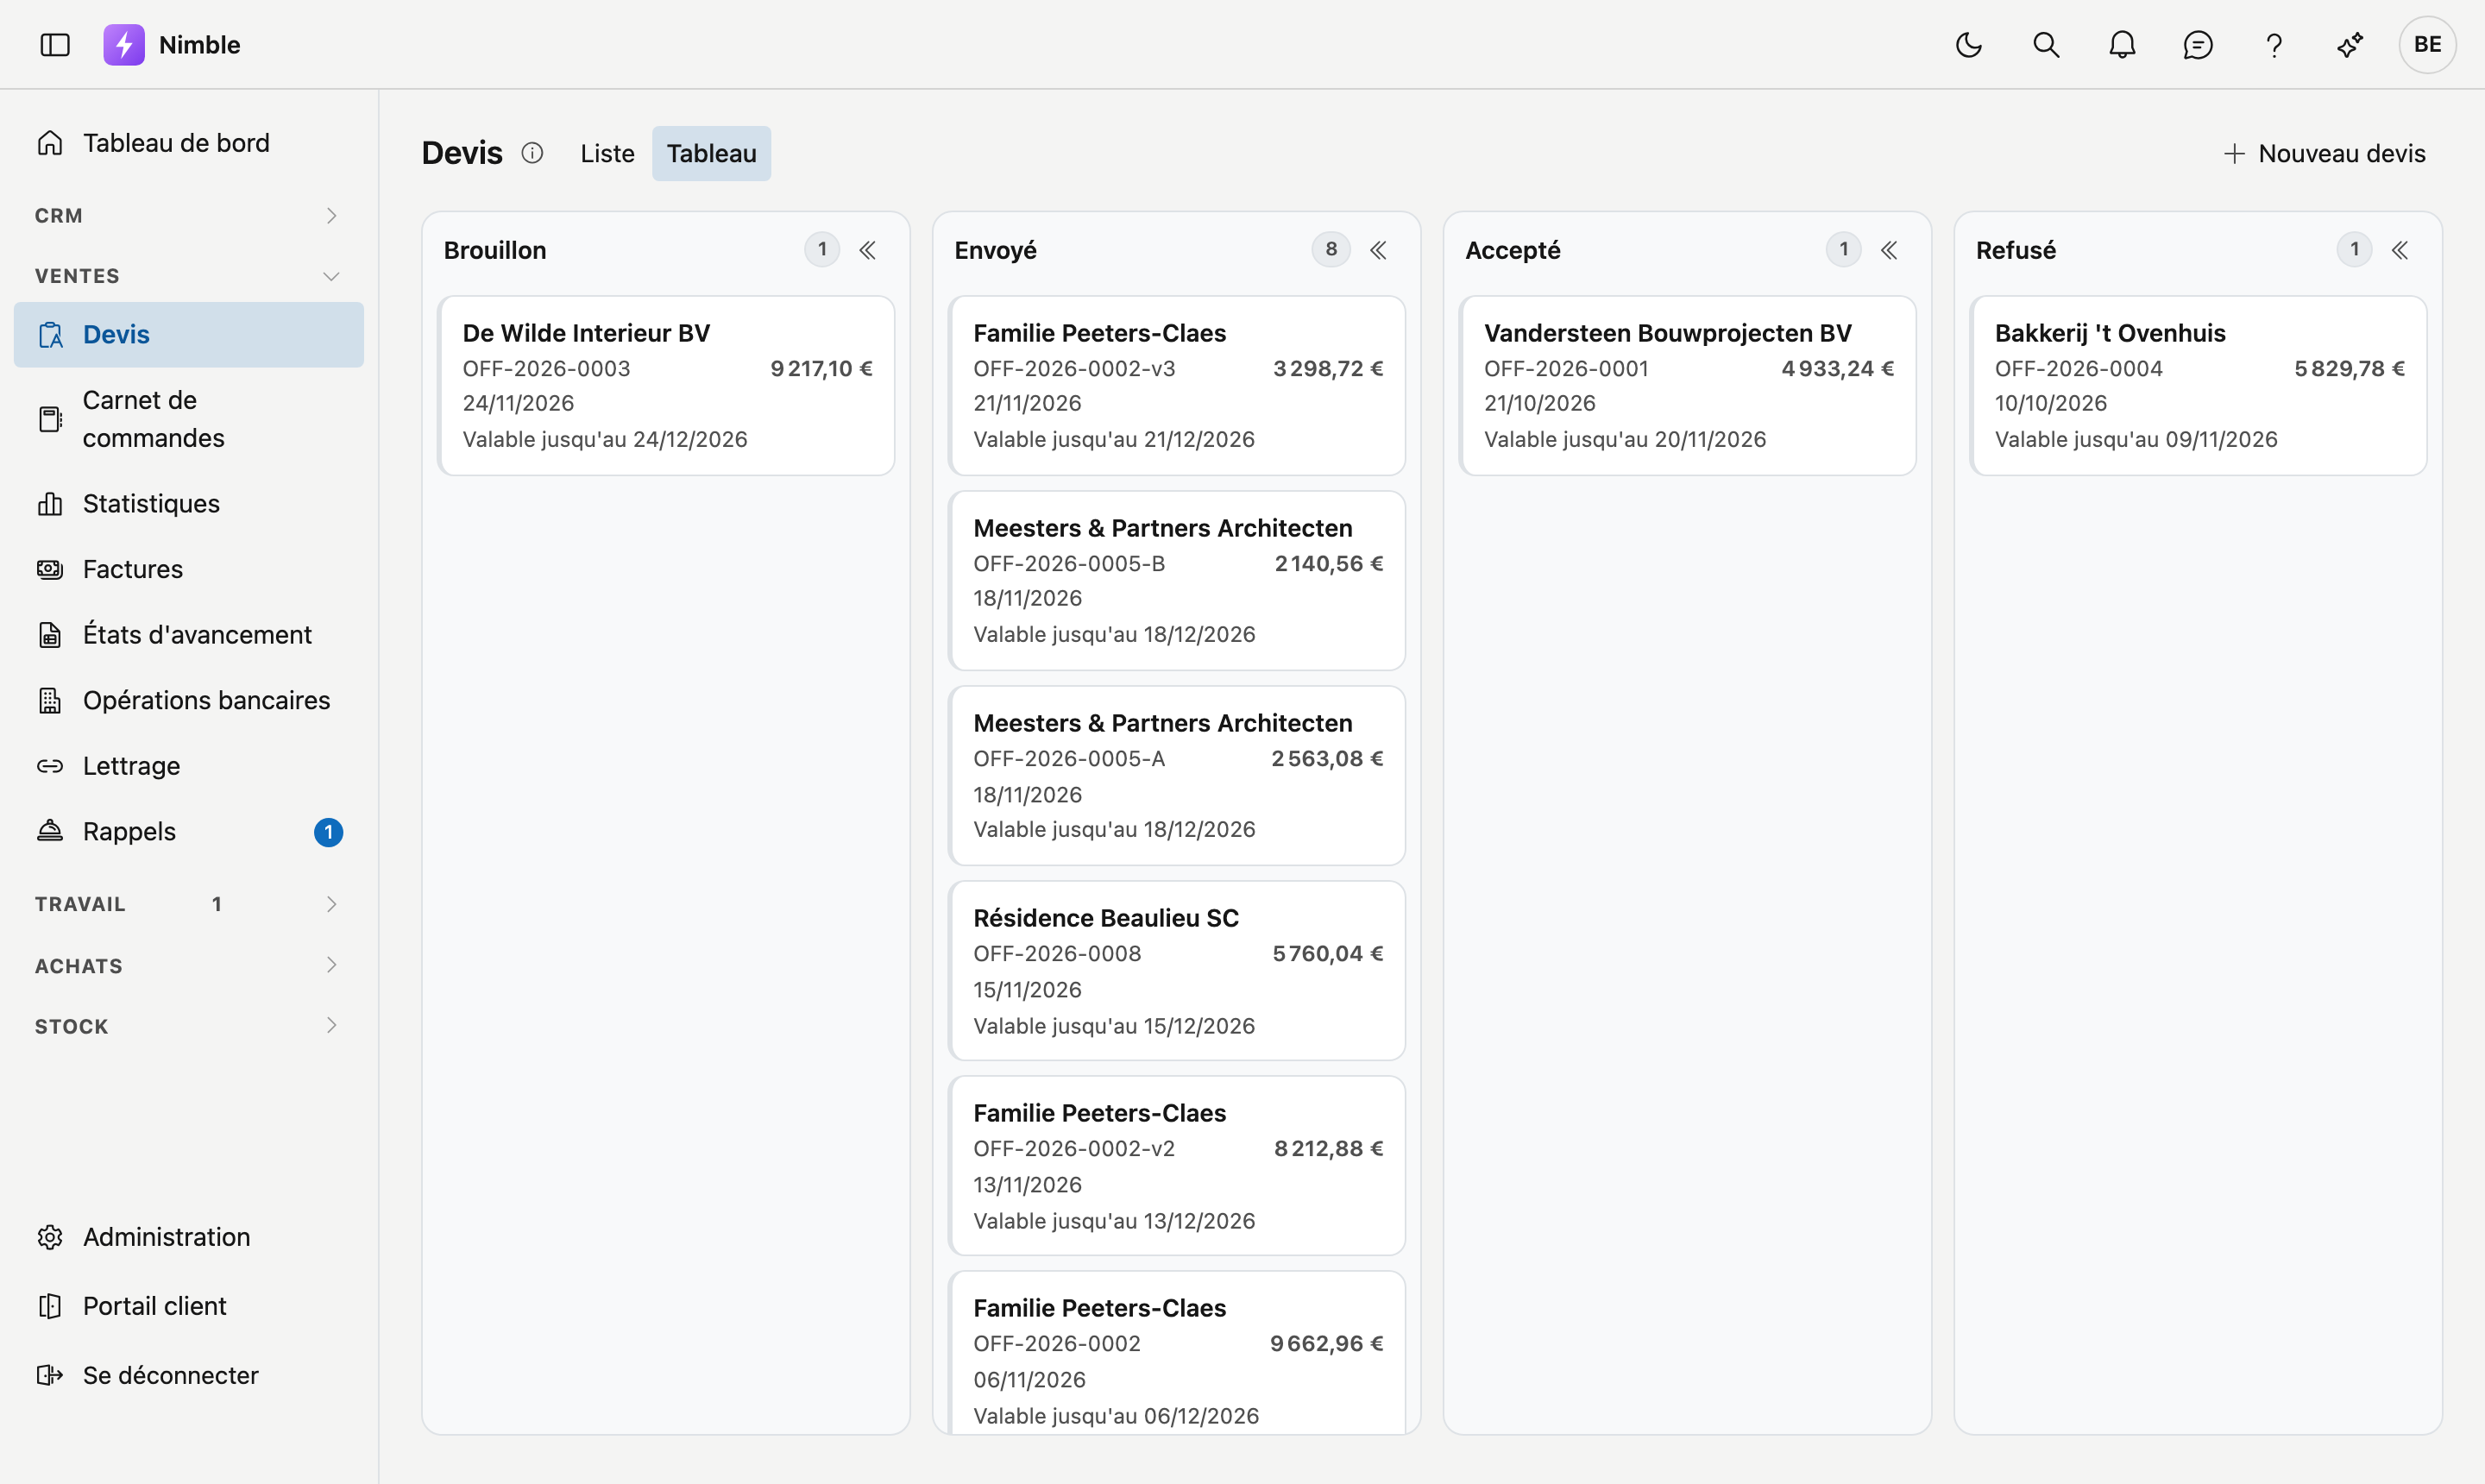 Nimble
BE
Tableau de bord
CRM
VENTES
Devis
Carnet de
commandes
Statistiques
Factures
États d'avancement
Opérations bancaires
Lettrage
Rappels 1
TRAVAIL 1
ACHATS
STOCK
Administration
Portail client
Se déconnecter
Devis Liste Tableau
Nouveau devis
Brouillon 1
De Wilde Interieur BV
OFF-2026-0003 9 217,10 €
24/11/2026
Valable jusqu'au 24/12/2026
Envoyé 8
Familie Peeters-Claes
OFF-2026-0002-v3 3 298,72 €
21/11/2026
Valable jusqu'au 21/12/2026
Meesters & Partners Architecten
OFF-2026-0005-B 2 140,56 €
18/11/2026
Valable jusqu'au 18/12/2026
Meesters & Partners Architecten
OFF-2026-0005-A 2 563,08 €
18/11/2026
Valable jusqu'au 18/12/2026
Résidence Beaulieu SC
OFF-2026-0008 5 760,04 €
15/11/2026
Valable jusqu'au 15/12/2026
Familie Peeters-Claes
OFF-2026-0002-v2 8 212,88 €
13/11/2026
Valable jusqu'au 13/12/2026
Familie Peeters-Claes
OFF-2026-0002 9 662,96 €
06/11/2026
Valable jusqu'au 06/12/2026
Accepté 1
Vandersteen Bouwprojecten BV
OFF-2026-0001 4 933,24 €
21/10/2026
Valable jusqu'au 20/11/2026
Refusé 1
Bakkerij 't Ovenhuis
OFF-2026-0004 5 829,78 €
10/10/2026
Valable jusqu'au 09/11/2026